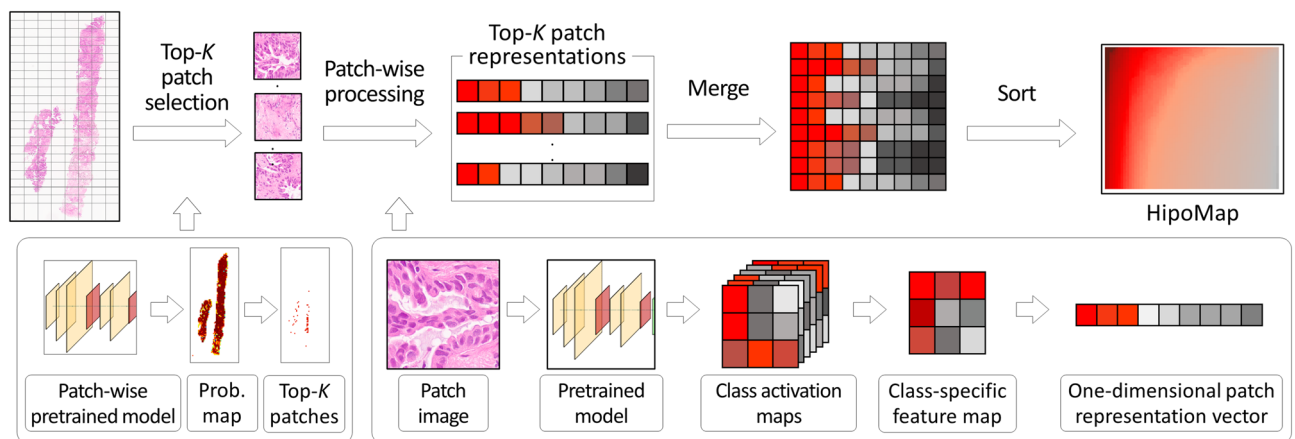 Top-K
patch
selection
Patch-wise
processing
Top-K patch
representations
Merge
Sort
HipoMap
Patch-wise
pretrained model
Prob.
map
Top-K
patches
Patch
image
Pretrained
model
Class activation
maps
Class-specific
feature map
One-dimensional patch
representation vector